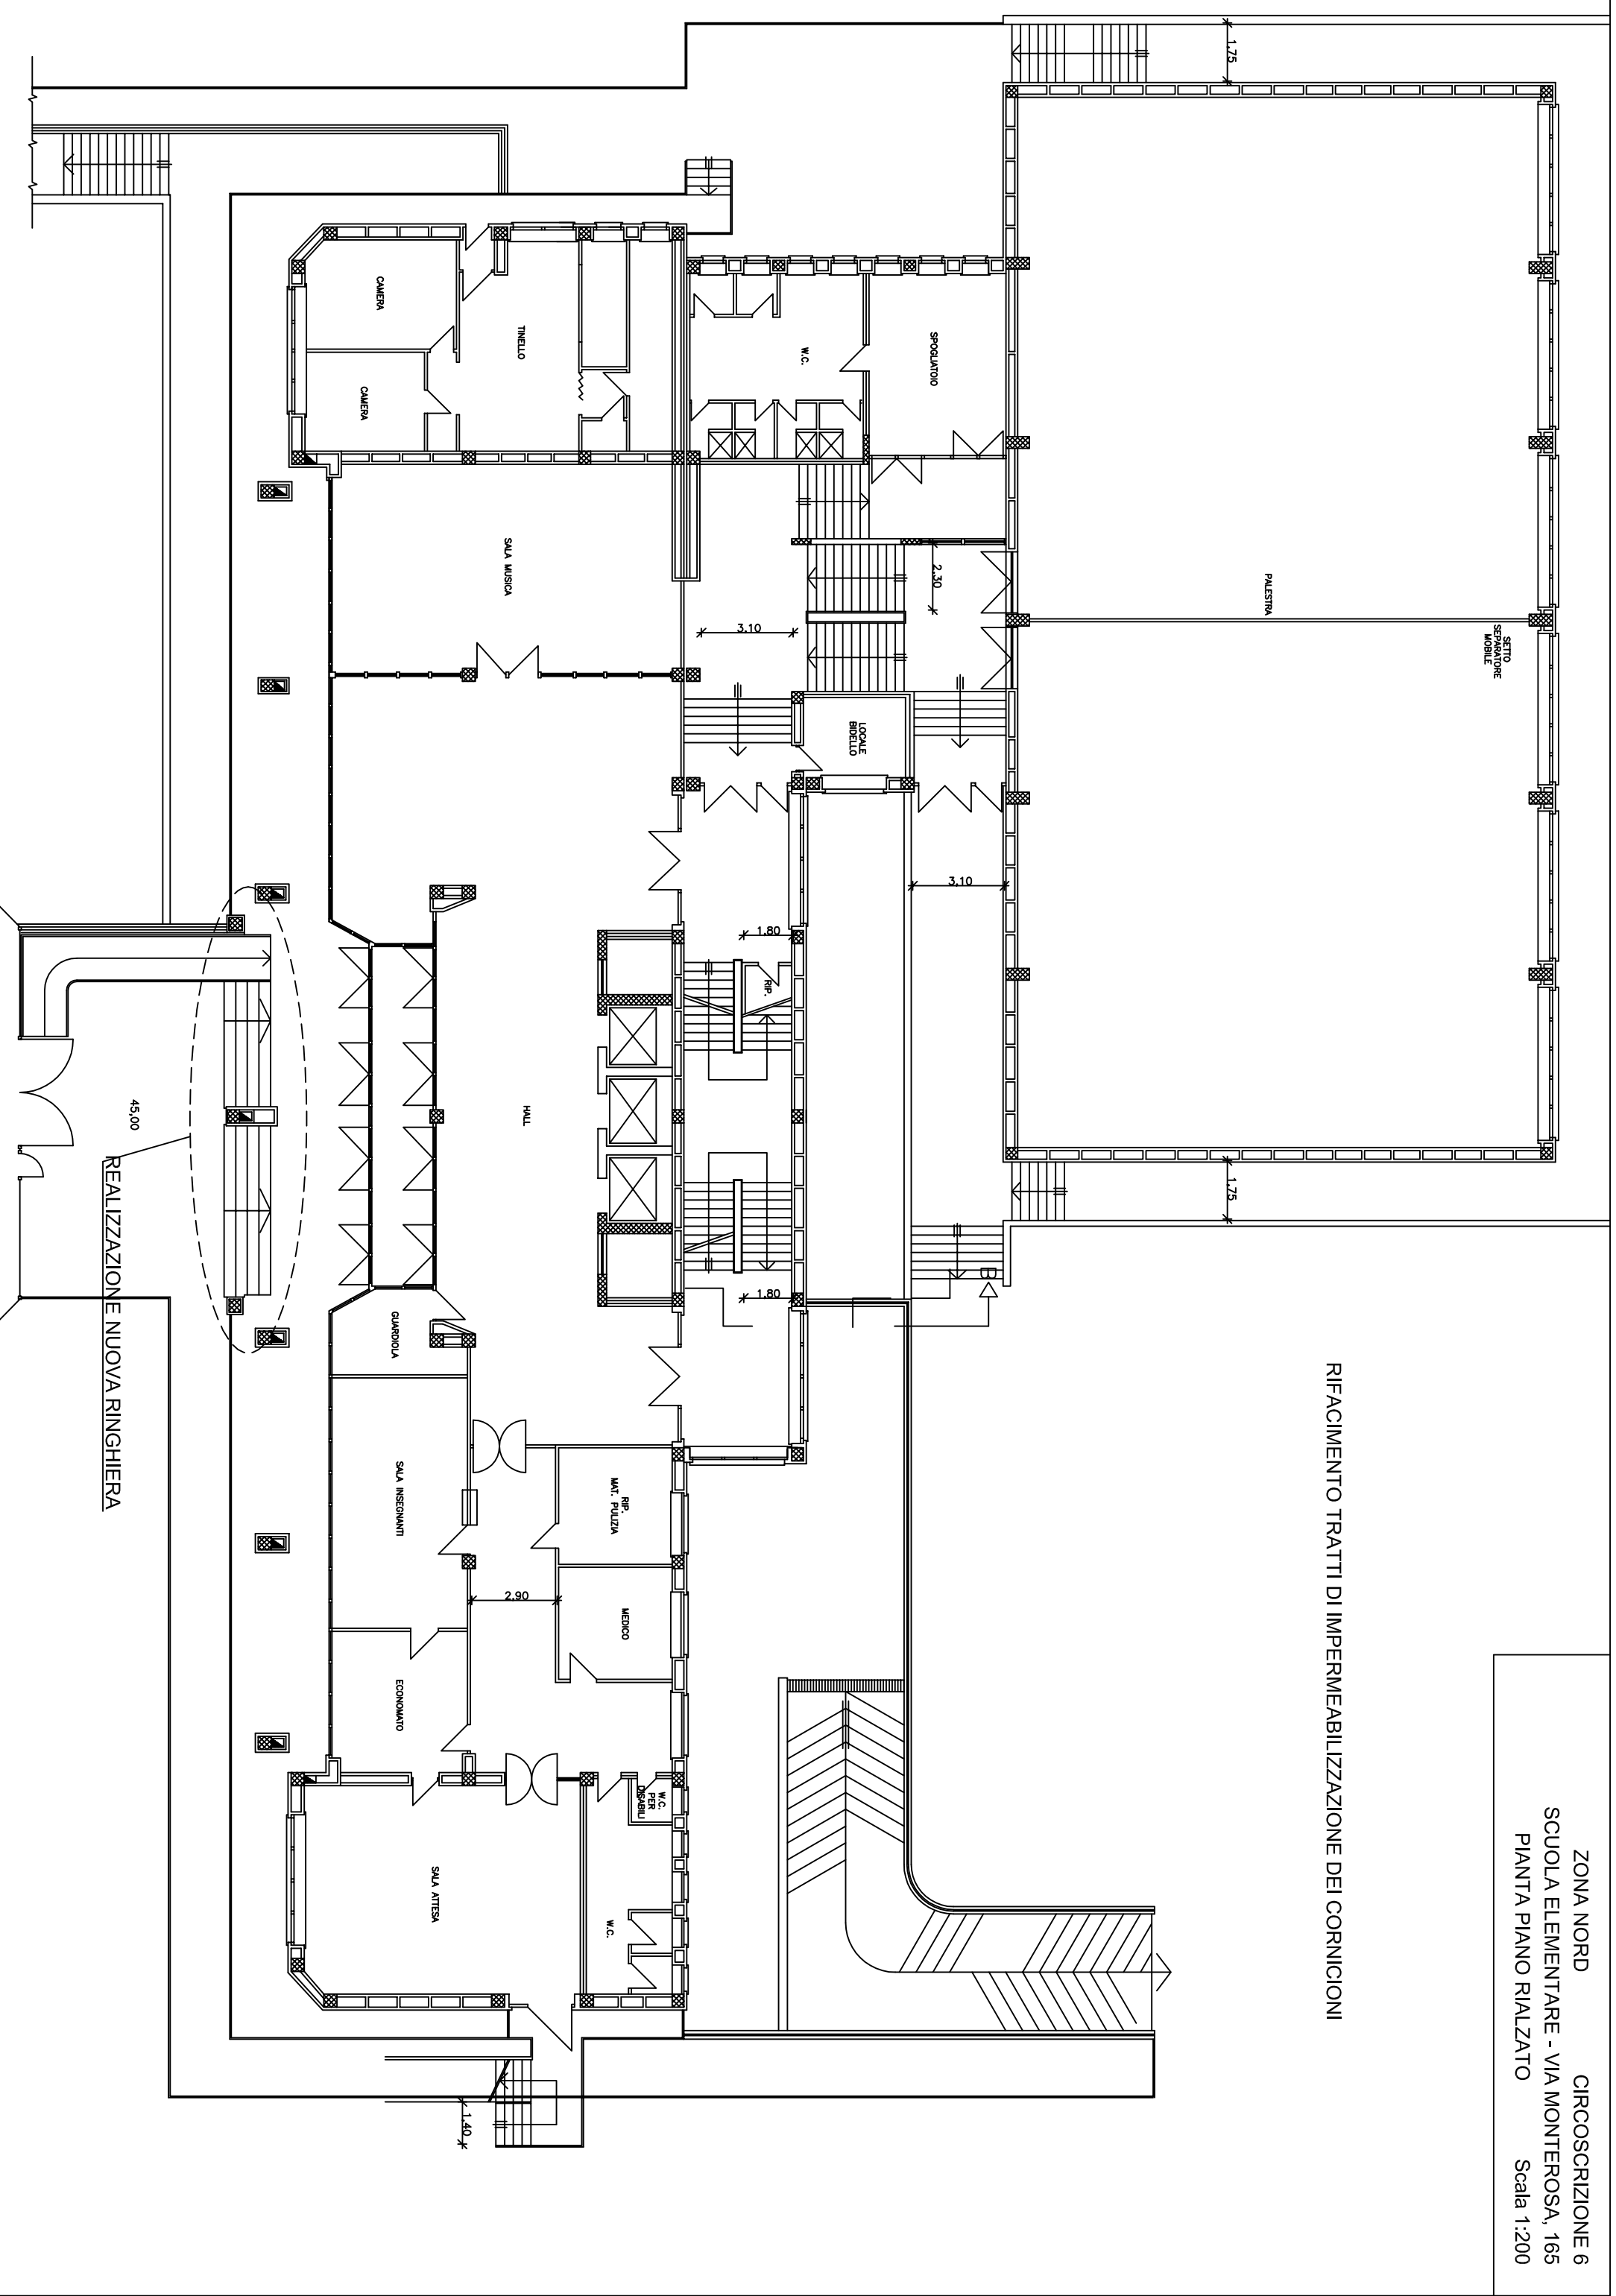 ZONA NORD CIRCOSCRIZIONE 6
SCUOLA ELEMENTARE - VIA MONTEROSA, 165
PIANTA PIANO RIALZATO Scala 1:200
RIFACIMENTO TRATTI DI IMPERMEABILIZZAZIONE DEI CORNICIONI
SETTO
SEPARATORE
MOBILE
PALESTRA
1.75
1.75
B
3.10
2.30
SPOGLIATOIO
LOCALE
BIDELLO
W.C.
3.10
1.80
RIP.
1.80
TINELLO
SALA MUSICA
HALL
CAMERA
CAMERA
GUARDIOLA
RIP.
MAT. PULIZIA
MEDICO
2.90
SALA INSEGNANTI
ECONOMATO
W.C.
PER
DISABILI
W.C.
SALA ATTESA
1.40
45,00
REALIZZAZIONE NUOVA RINGHIERA